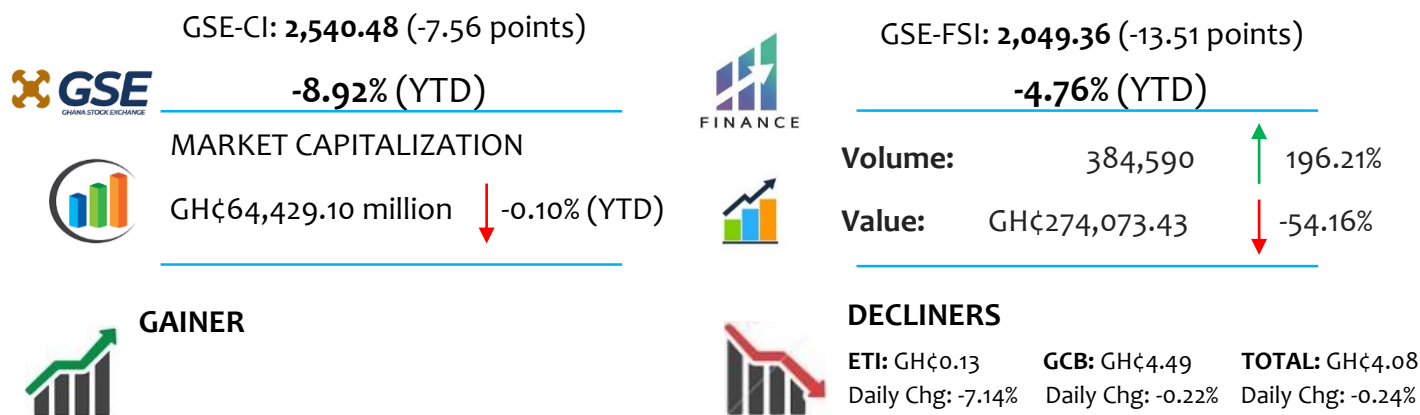 GSE-CI: 2,540.48 (-7.56 points)
GSE
GHANA STOCK EXCHANGE
-8.92% (YTD)
MARKET CAPITALIZATION
GH¢64,429.10 million -0.10% (YTD)
GAINER
GSE-FSI: 2,049.36 (-13.51 points)
FINANCE
-4.76% (YTD)
Volume: 384,590 196.21%
Value: GH¢274,073.43 -54.16%
DECLINERS
ETI: GH¢0.13 GCB: GH¢4.49 TOTAL: GH¢4.08
Daily Chg: -7.14% Daily Chg: -0.22% Daily Chg: -0.24%